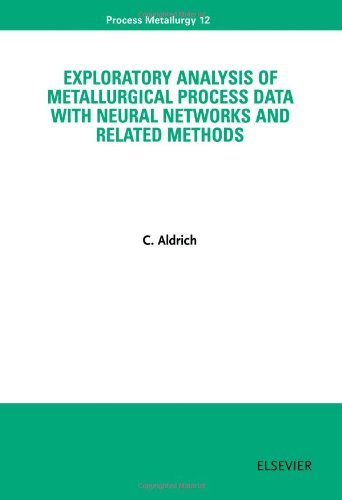 Process Metallurgy 12
EXPLORATORY ANALYSIS OF
METALLURGICAL PROCESS DATA
WITH NEURAL NETWORKS AND
RELATED METHODS
C. Aldrich
ELSEVIER